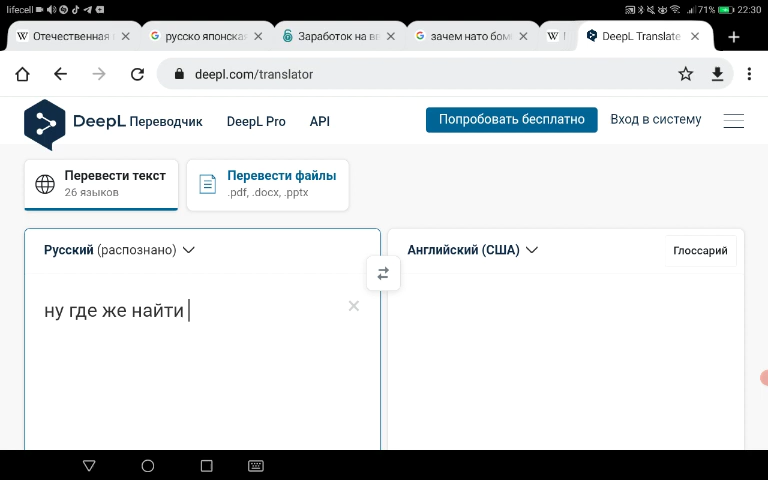 lifecell 71% 22:30
Отечественная русско японска Заработок на вв зачем нато бом DeepL Translate
deepl.com/translator
DeepL Переводчик DeepL Pro API Попробовать бесплатно Вход в систему
Перевести текст
26 языков
Перевести файлы
.pdf, .docx, .pptx
Русский (распознано)
Английский (США)
Глоссарий
ну где же найти